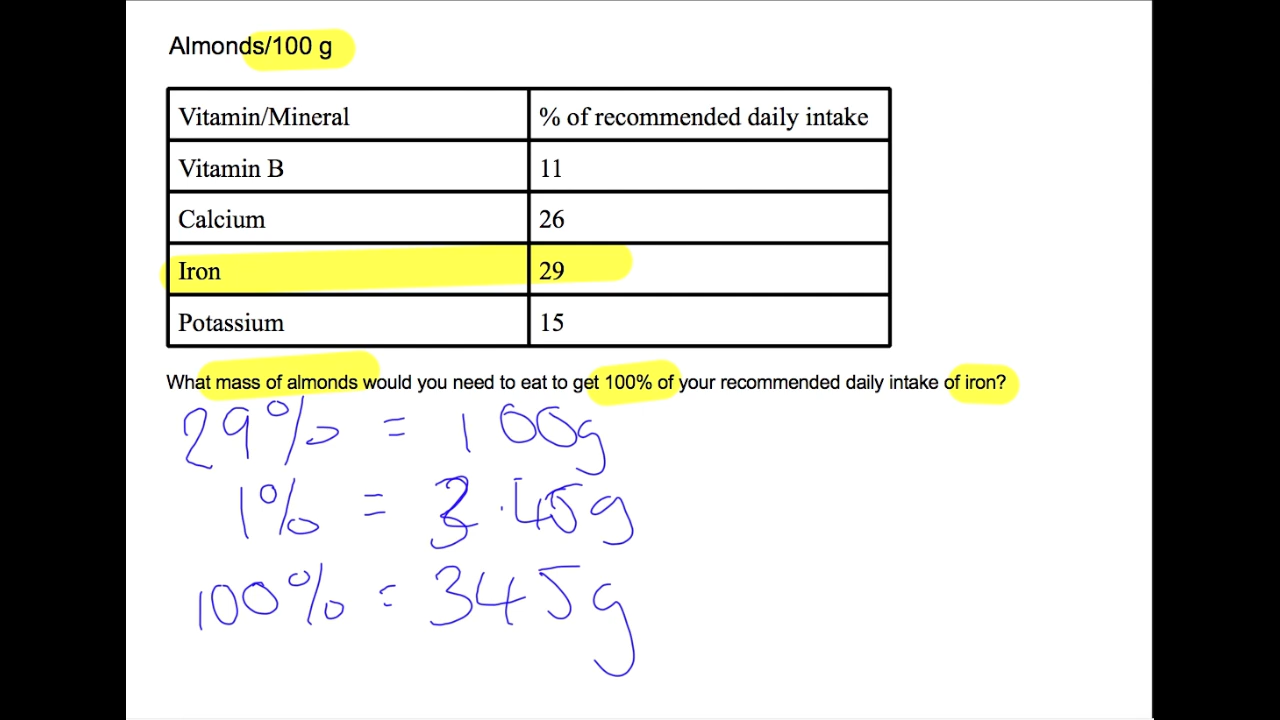 Almonds/100 g
Vitamin/Mineral % of recommended daily intake
Vitamin B 11
Calcium 26
Iron 29
Potassium 15
What mass of almonds would you need to eat to get 100% of your recommended daily intake of iron?
29% = 100g
1% = 3.45g
100% = 345g